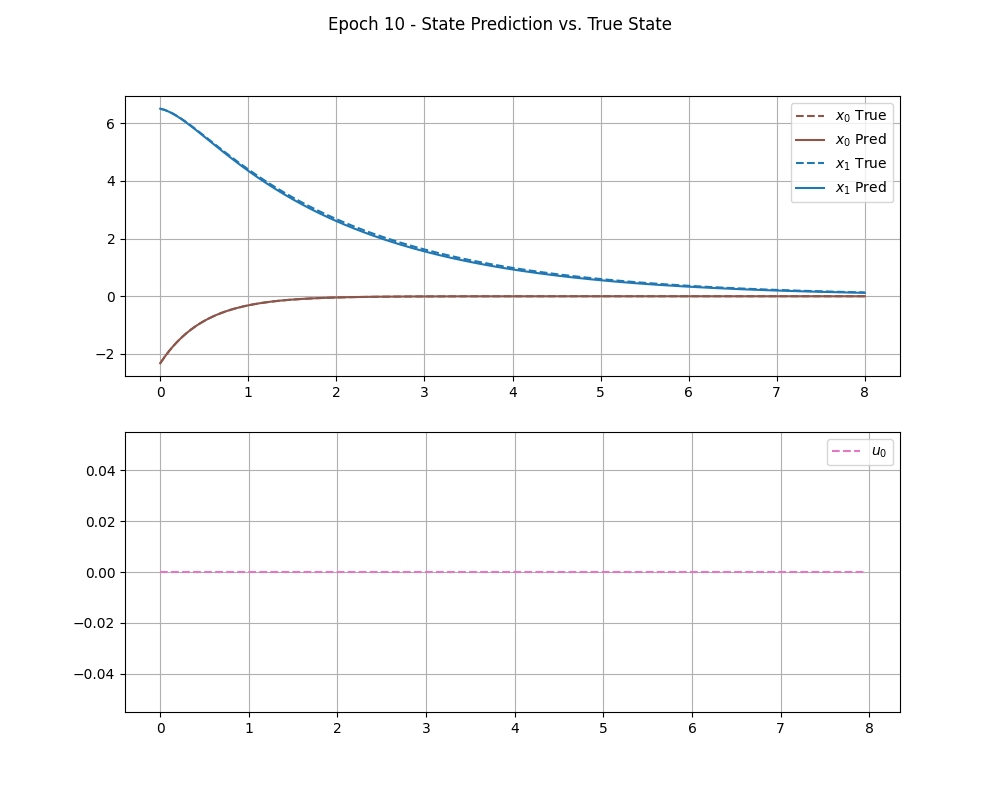 Epoch 10 - State Prediction vs. True State
6
4
2
0
−2
x₀ True
x₀ Pred
x₁ True
x₁ Pred
0 1 2 3 4 5 6 7 8
0.04
0.02
0.00
−0.02
−0.04
u₀
0 1 2 3 4 5 6 7 8